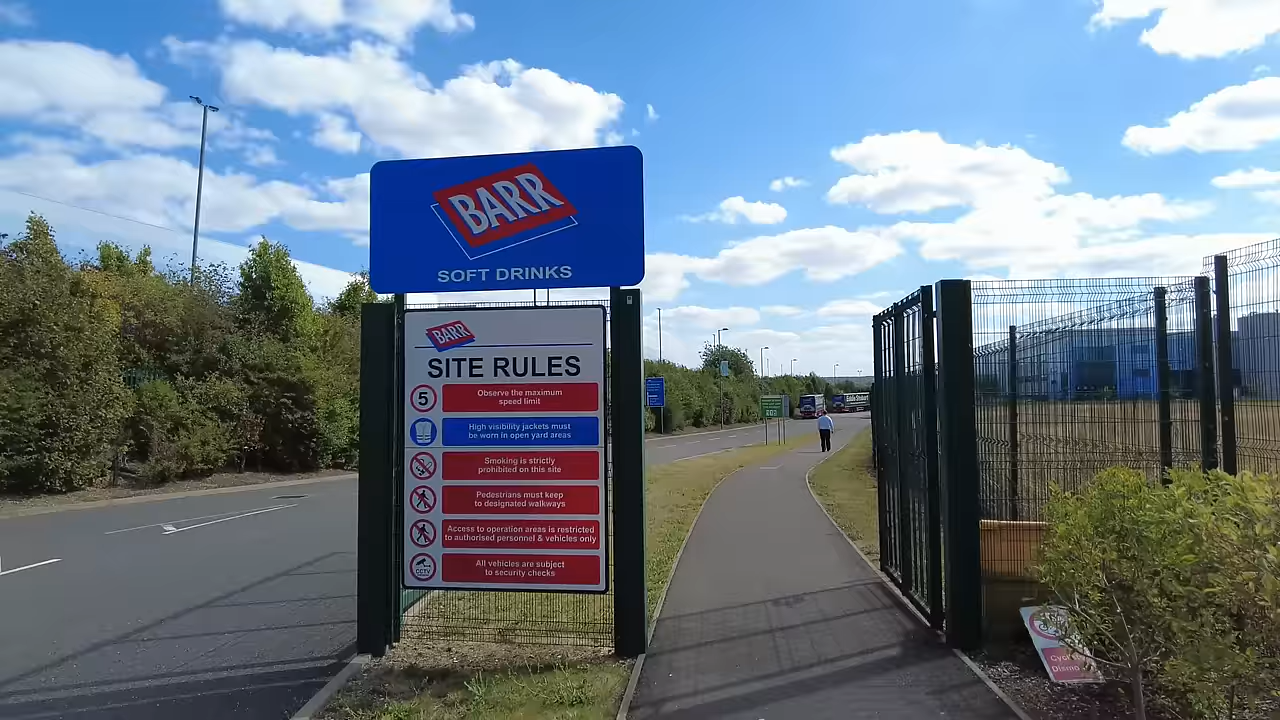 BARR
SOFT DRINKS
BARR
SITE RULES
5
Observe the maximum
speed limit
High visibility jackets must
be worn in open yard areas
Smoking is strictly
prohibited on this site
Pedestrians must keep
to designated walkways
Access to operation areas is restricted
to authorised personnel & vehicles only
CCTV
All vehicles are subject
to security checks
Eddie Stobart